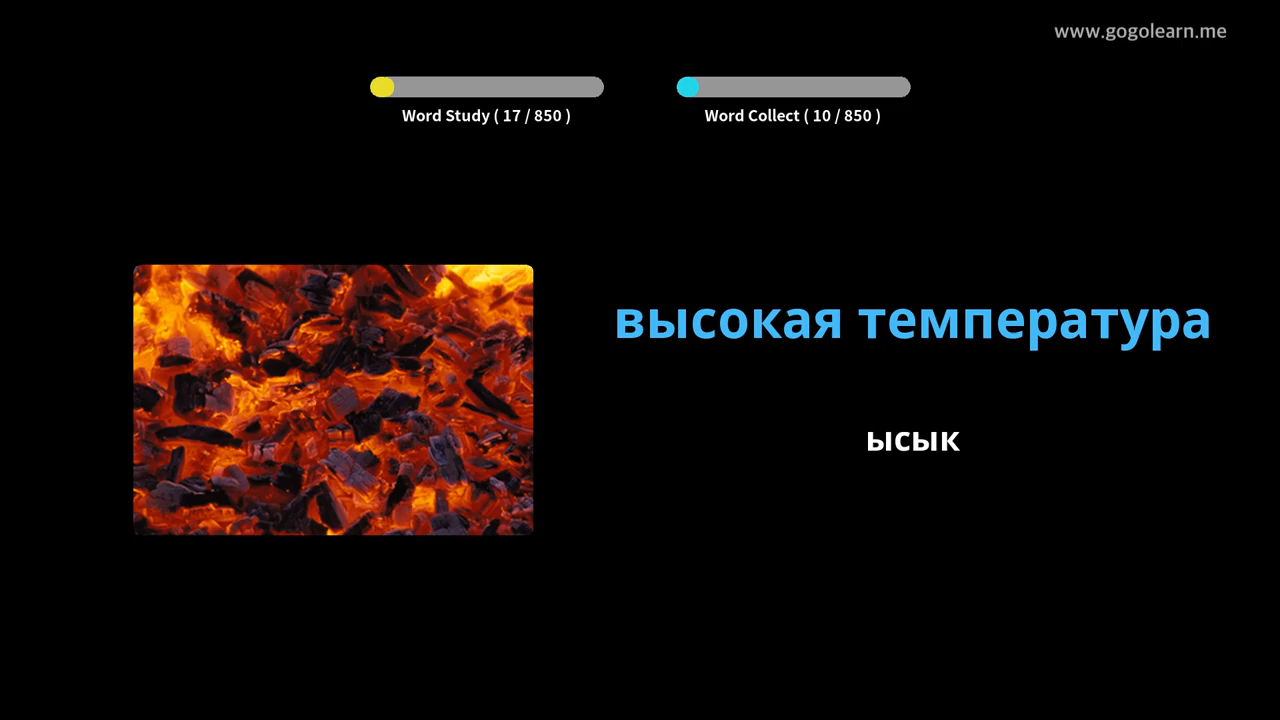 www.gogolearn.me
Word Study ( 17 / 850 )
Word Collect ( 10 / 850 )
высокая температура
ысык